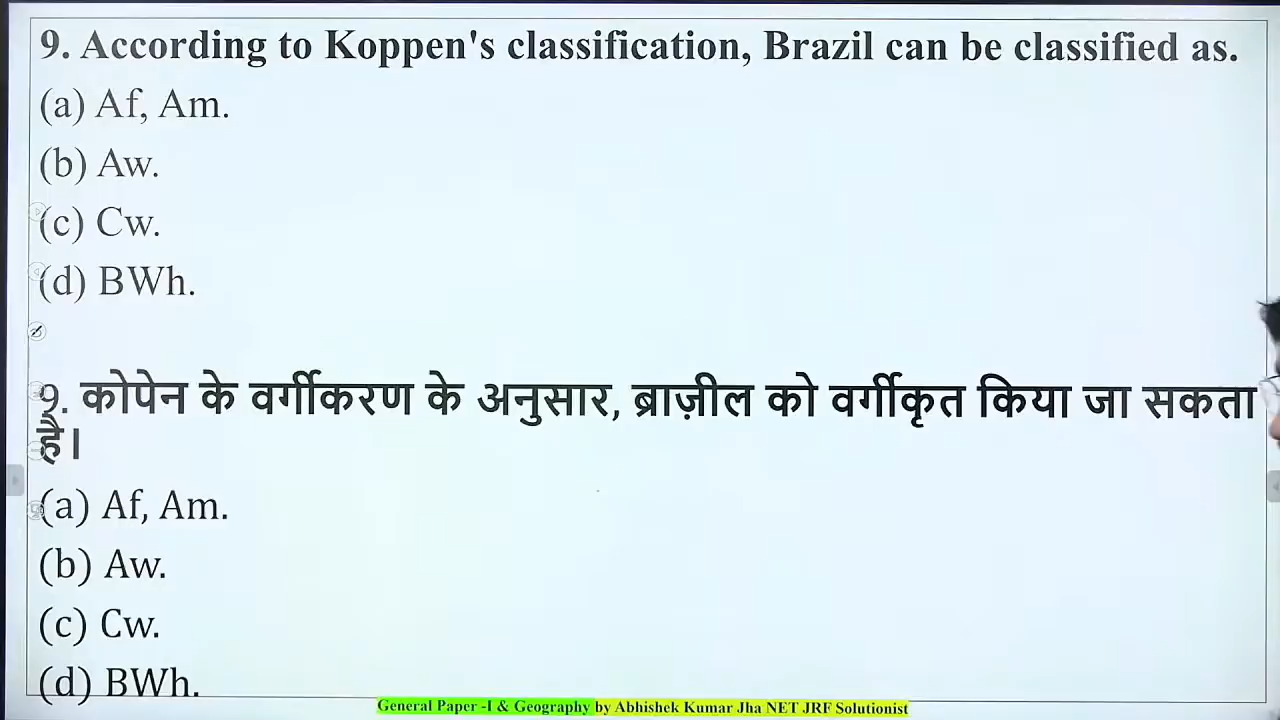 9. According to Koppen's classification, Brazil can be classified as.
(a) Af, Am.
(b) Aw.
(c) Cw.
(d) BWh.
9. कोपेन के वर्गीकरण के अनुसार, ब्राज़ील को वर्गीकृत किया जा सकता
है।
(a) Af, Am.
(b) Aw.
(c) Cw.
(d) BWh.
General Paper -I & Geography by Abhishek Kumar Jha NET JRF Solutionist